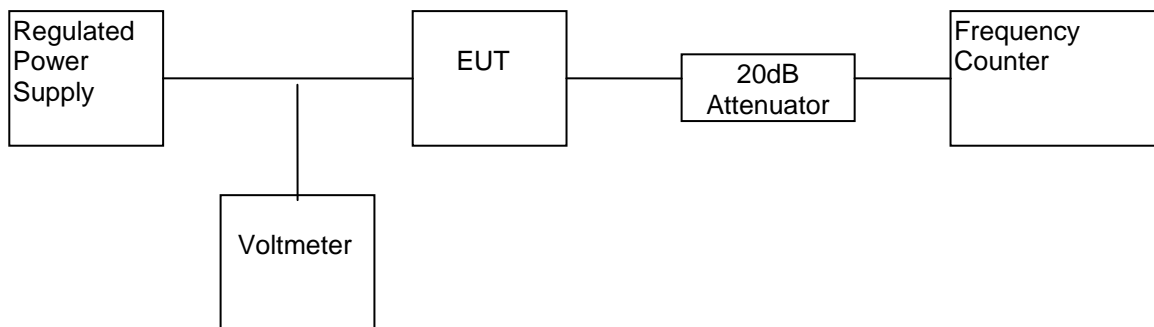 Regulated
Power
Supply
EUT
20dB
Attenuator
Frequency
Counter
Voltmeter